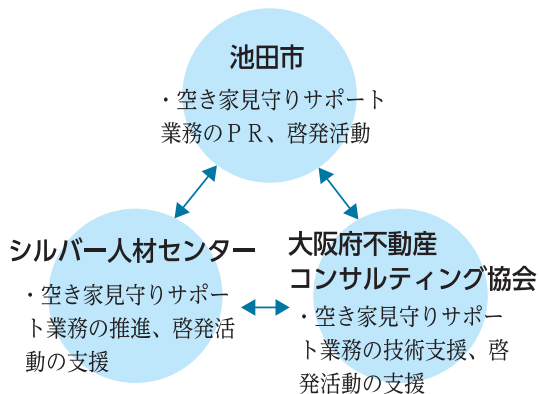 池田市
・空き家見守りサポート
業務のＰＲ、啓発活動
シルバー人材センター
・空き家見守りサポー
ト業務の推進、啓発活
動の支援
大阪府不動産
コンサルティング協会
・空き家見守りサポー
ト業務の技術支援、啓
発活動の支援